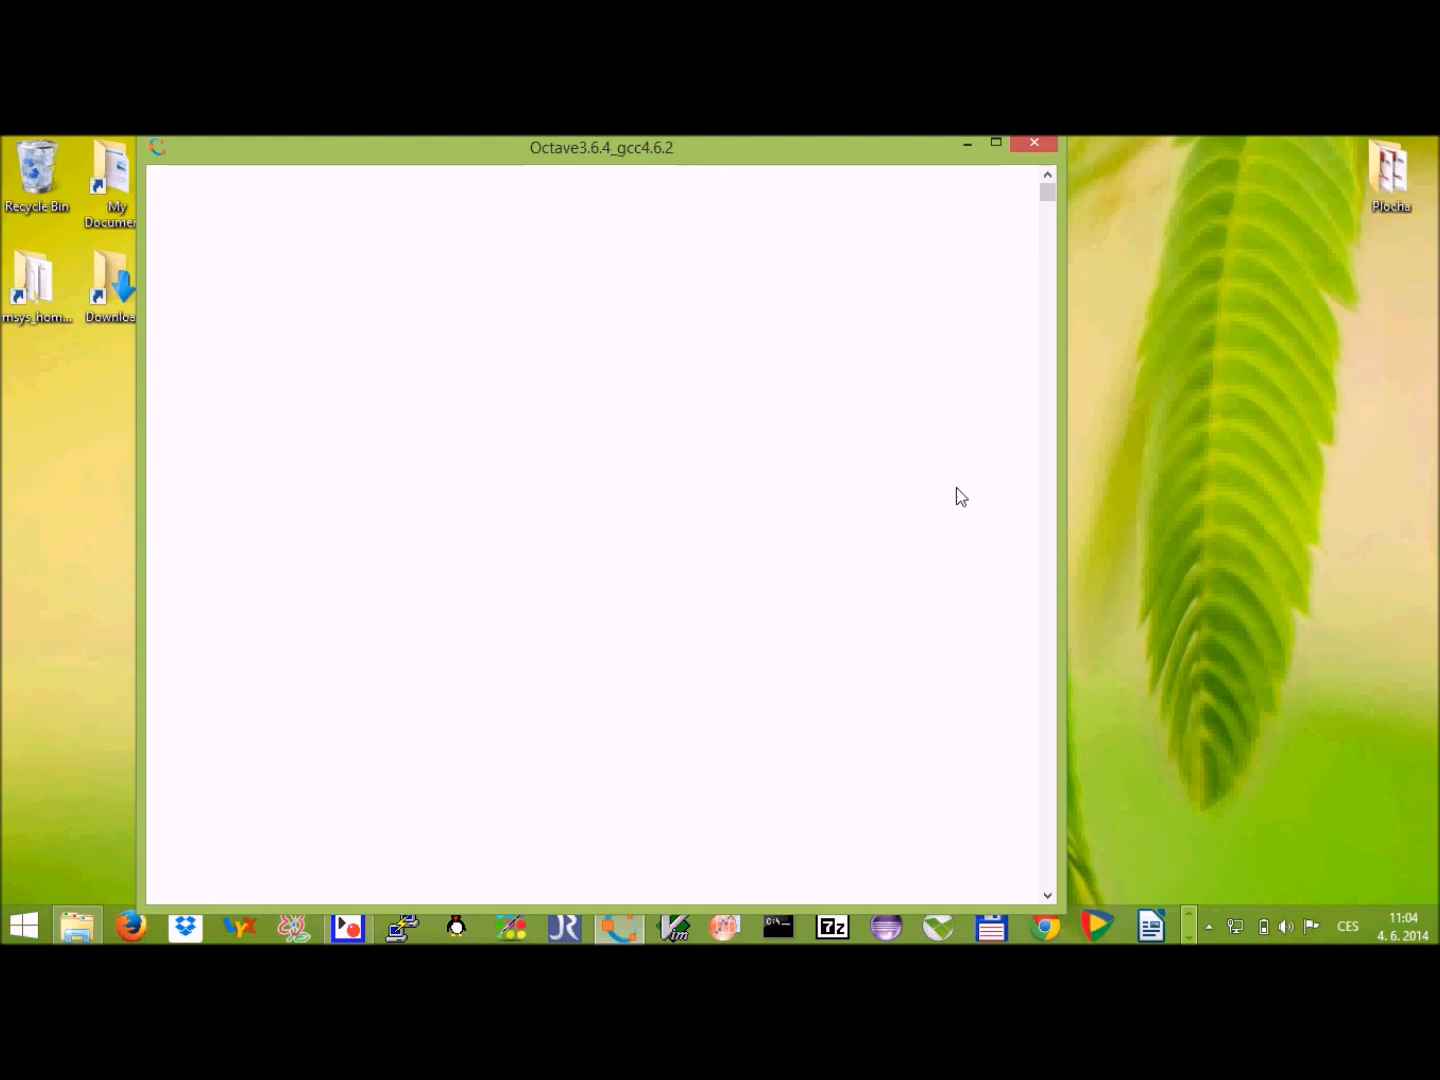 Octave3.6.4_gcc4.6.2
Recycle Bin
My
Documen
msys_hom...
Downloa
Plocha
Vim
C:\
7z
CES
11:04
4. 6. 2014